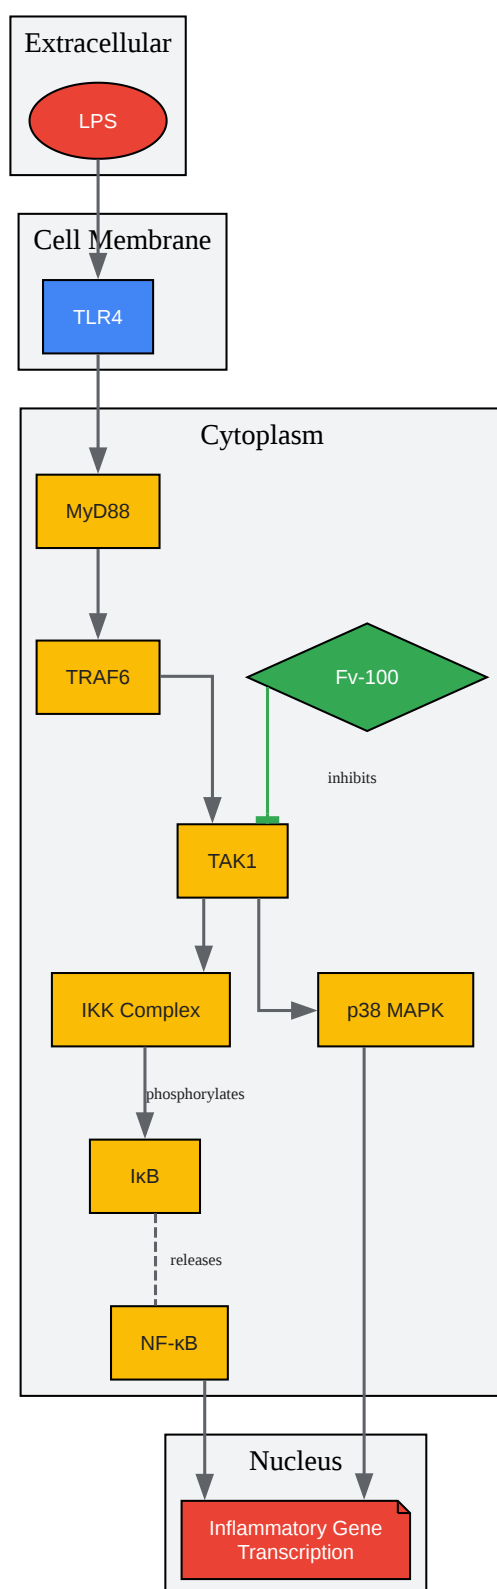 Extracellular
LPS
Cell Membrane
TLR4
Cytoplasm
MyD88
TRAF6
Fv-100
inhibits
TAK1
IKK Complex
p38 MAPK
phosphorylates
IκB
releases
NF-κB
Nucleus
Inflammatory Gene
Transcription